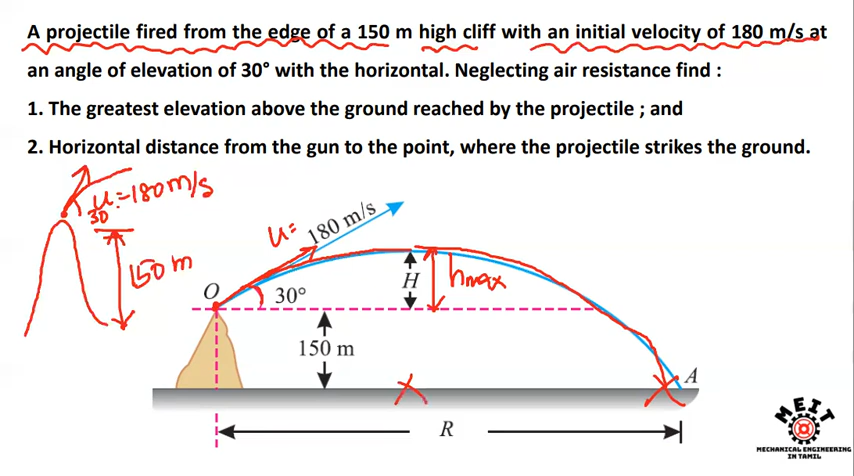 A projectile fired from the edge of a 150 m high cliff with an initial velocity of 180 m/s at
an angle of elevation of 30° with the horizontal. Neglecting air resistance find :
1. The greatest elevation above the ground reached by the projectile ; and
2. Horizontal distance from the gun to the point, where the projectile strikes the ground.
u=180m/s
30
150 m
u=
180 m/s
O
30°
H
hmax
150 m
A
R
MEIT
MECHANICAL ENGINEERING
IN TAMIL